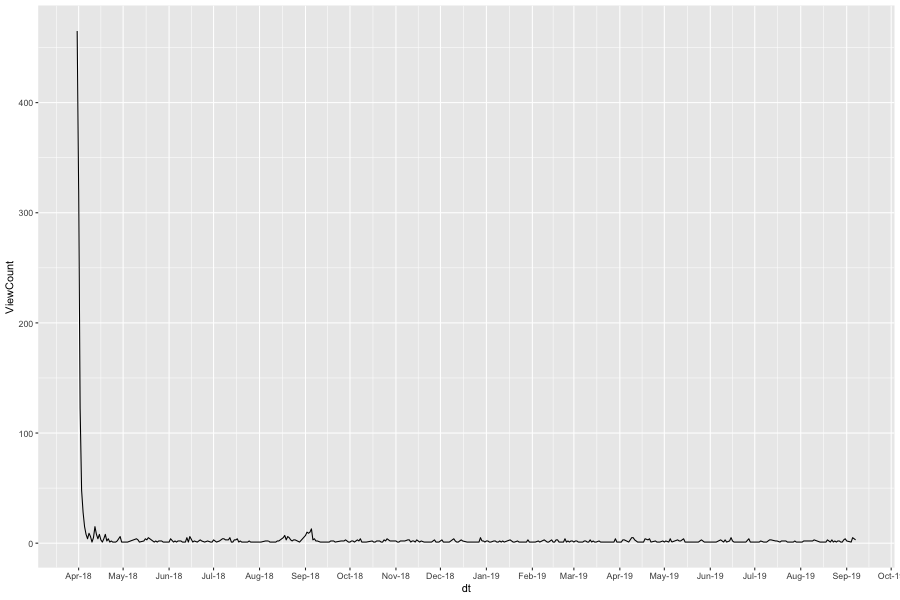 ViewCount
400
300
200
100
0
Apr-18 May-18 Jun-18 Jul-18 Aug-18 Sep-18 Oct-18 Nov-18 Dec-18 Jan-19 Feb-19 Mar-19 Apr-19 May-19 Jun-19 Jul-19 Aug-19 Sep-19 Oct-1
dt